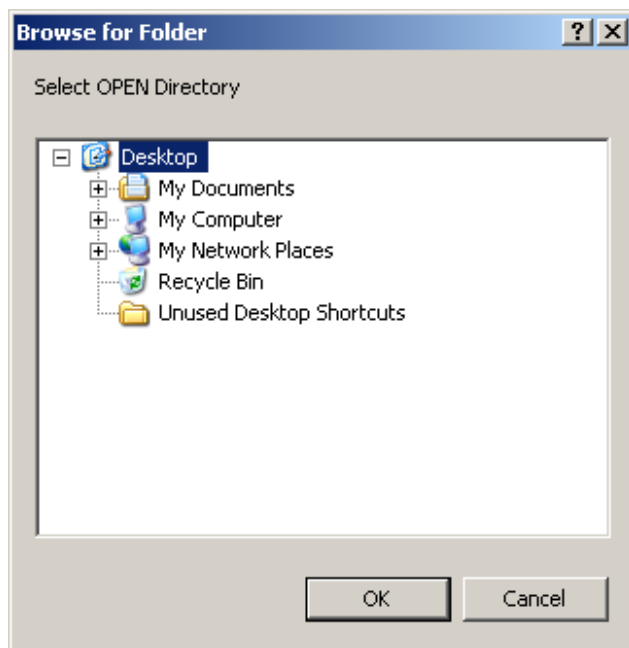 Browse for Folder
Select OPEN Directory
Desktop
My Documents
My Computer
My Network Places
Recycle Bin
Unused Desktop Shortcuts
OK Cancel